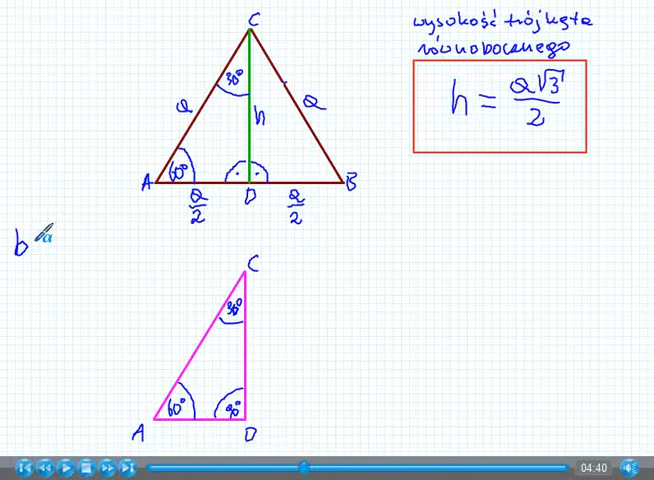 C
wysokość trójkąta
równobocznego
30°
a
h
a
h = a√3/2
60°
A
D
B
a/2
a/2
b
C
30°
60°
90°
A
D
04:40